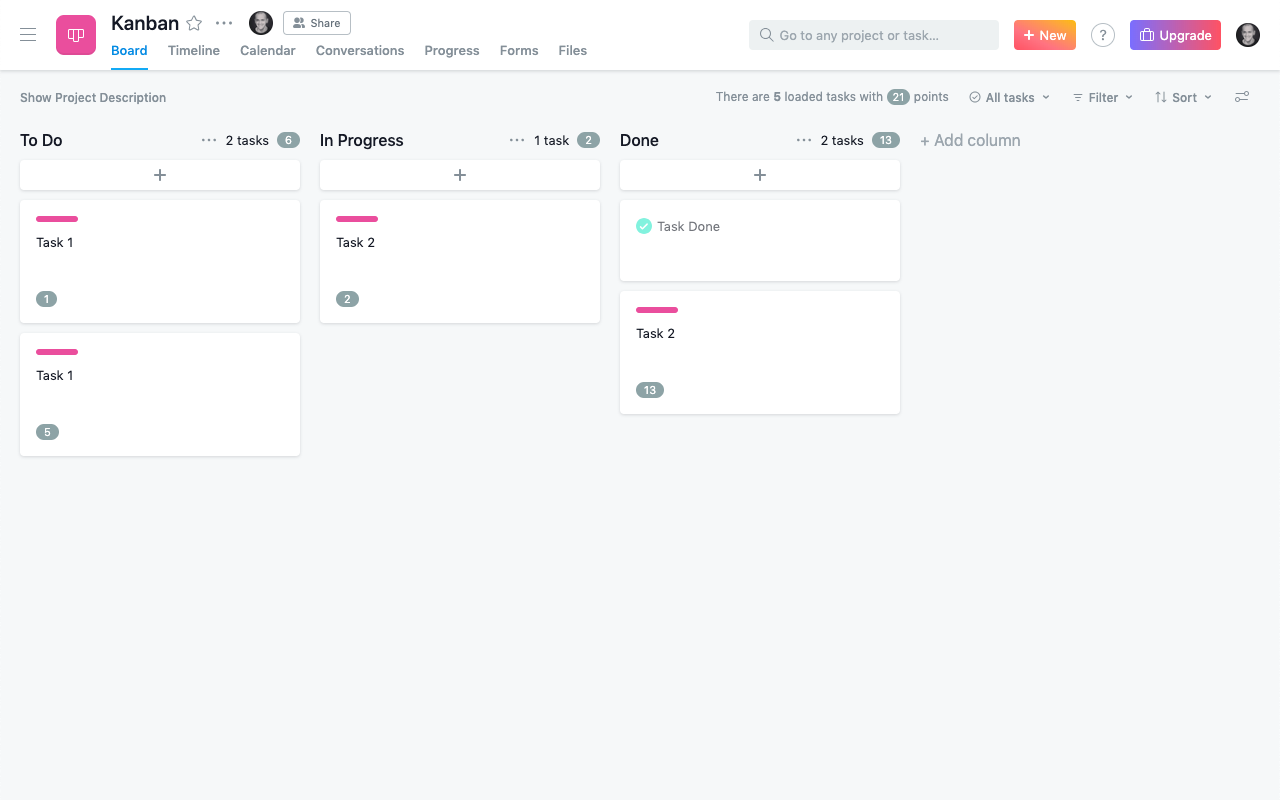 Kanban
Share
Board Timeline Calendar Conversations Progress Forms Files
Go to any project or task...
+ New
?
Upgrade
Show Project Description
There are 5 loaded tasks with 21 points
All tasks
Filter
Sort
To Do ... 2 tasks 6
+
Task 1
1
Task 1
5
In Progress ... 1 task 2
+
Task 2
2
Done ... 2 tasks 13
+
Task Done
Task 2
13
+ Add column